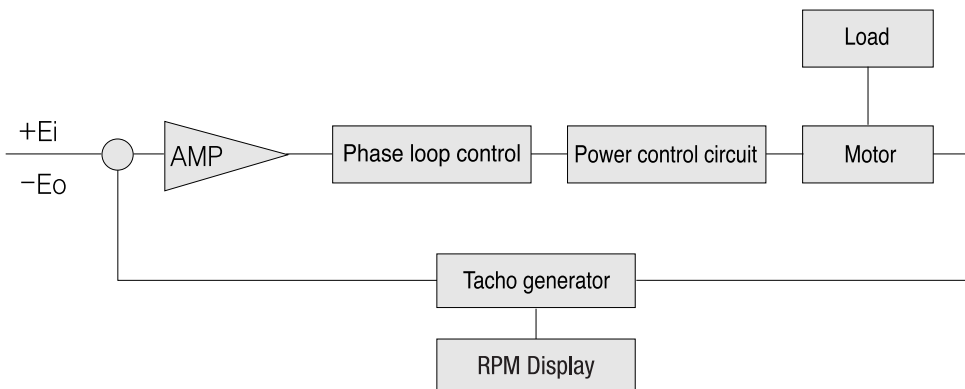 Load
+Ei
AMP
Phase loop control
Power control circuit
Motor
−Eo
Tacho generator
RPM Display